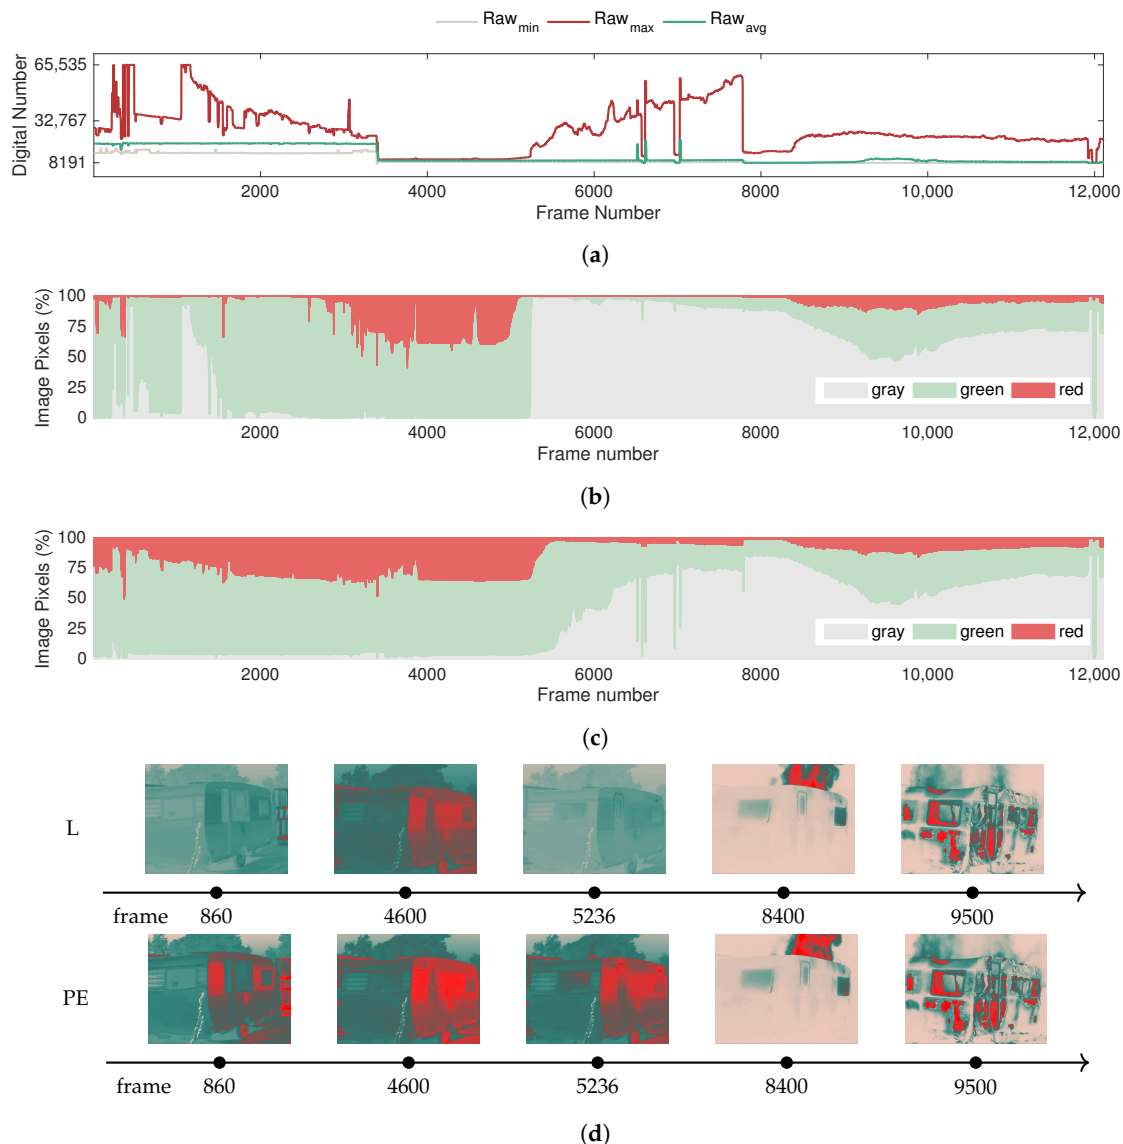 Raw min Raw max Raw avg
Digital Number
65,535
32,767
8191
2000 4000 6000 8000 10,000 12,000
Frame Number
(a)
Image Pixels (%)
100
75
50
25
0
gray green red
2000 4000 6000 8000 10,000 12,000
Frame number
(b)
Image Pixels (%)
100
75
50
25
0
gray green red
2000 4000 6000 8000 10,000 12,000
Frame number
(c)
L
frame 860 4600 5236 8400 9500
PE
frame 860 4600 5236 8400 9500
(d)